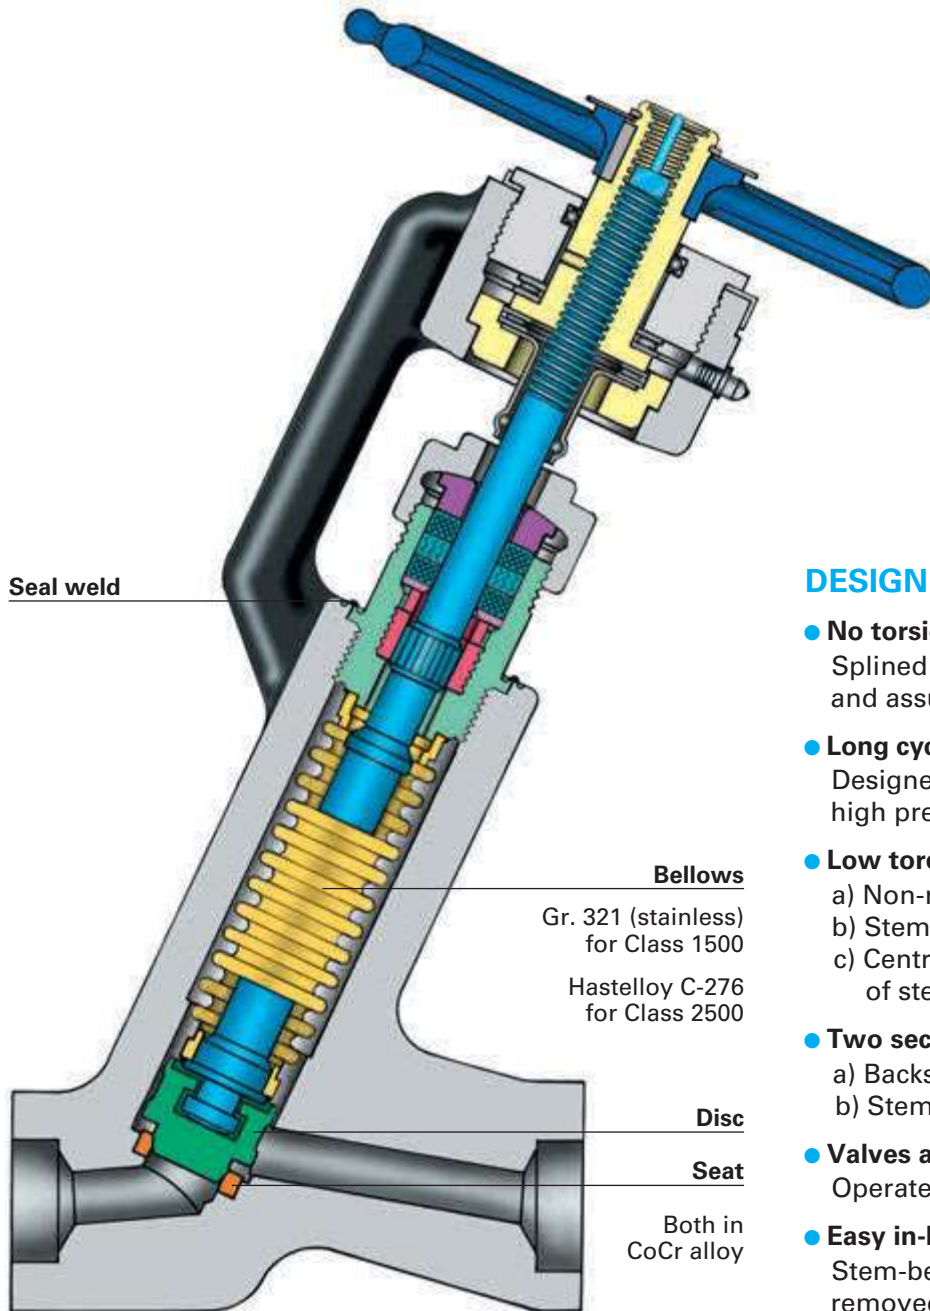 Seal weld
Bellows
Gr. 321 (stainless)
for Class 1500
Hastelloy C-276
for Class 2500
Disc
Seat
Both in
CoCr alloy
DESIGN
• No torsi
Splined
and assu
• Long cyc
Designe
high pre
• Low torq
a) Non-r
b) Stem
c) Centr
of ste
• Two sec
a) Backs
b) Stem
• Valves a
Operate
• Easy in-l
Stem-be
removed